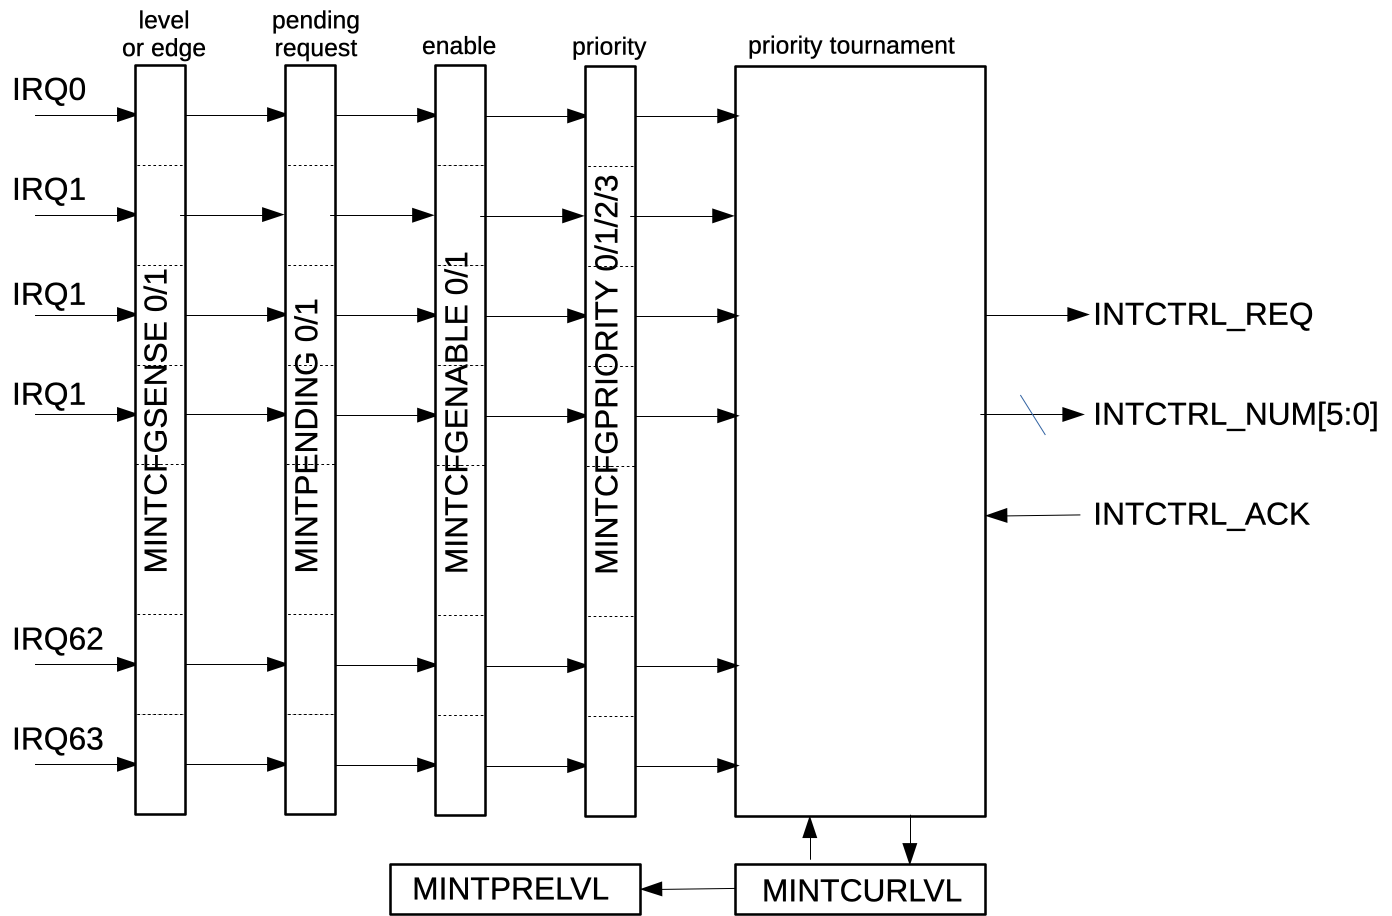 level
or edge
pending
request
enable
priority
priority tournament
IRQ0
IRQ1
IRQ1
IRQ1
IRQ62
IRQ63
MINTCFGSENSE 0/1
MINTPENDING 0/1
MINTCFGENABLE 0/1
MINTCFGPRIORITY 0/1/2/3
INTCTRL_REQ
INTCTRL_NUM[5:0]
INTCTRL_ACK
MINTPRELVL
MINTCURLVL